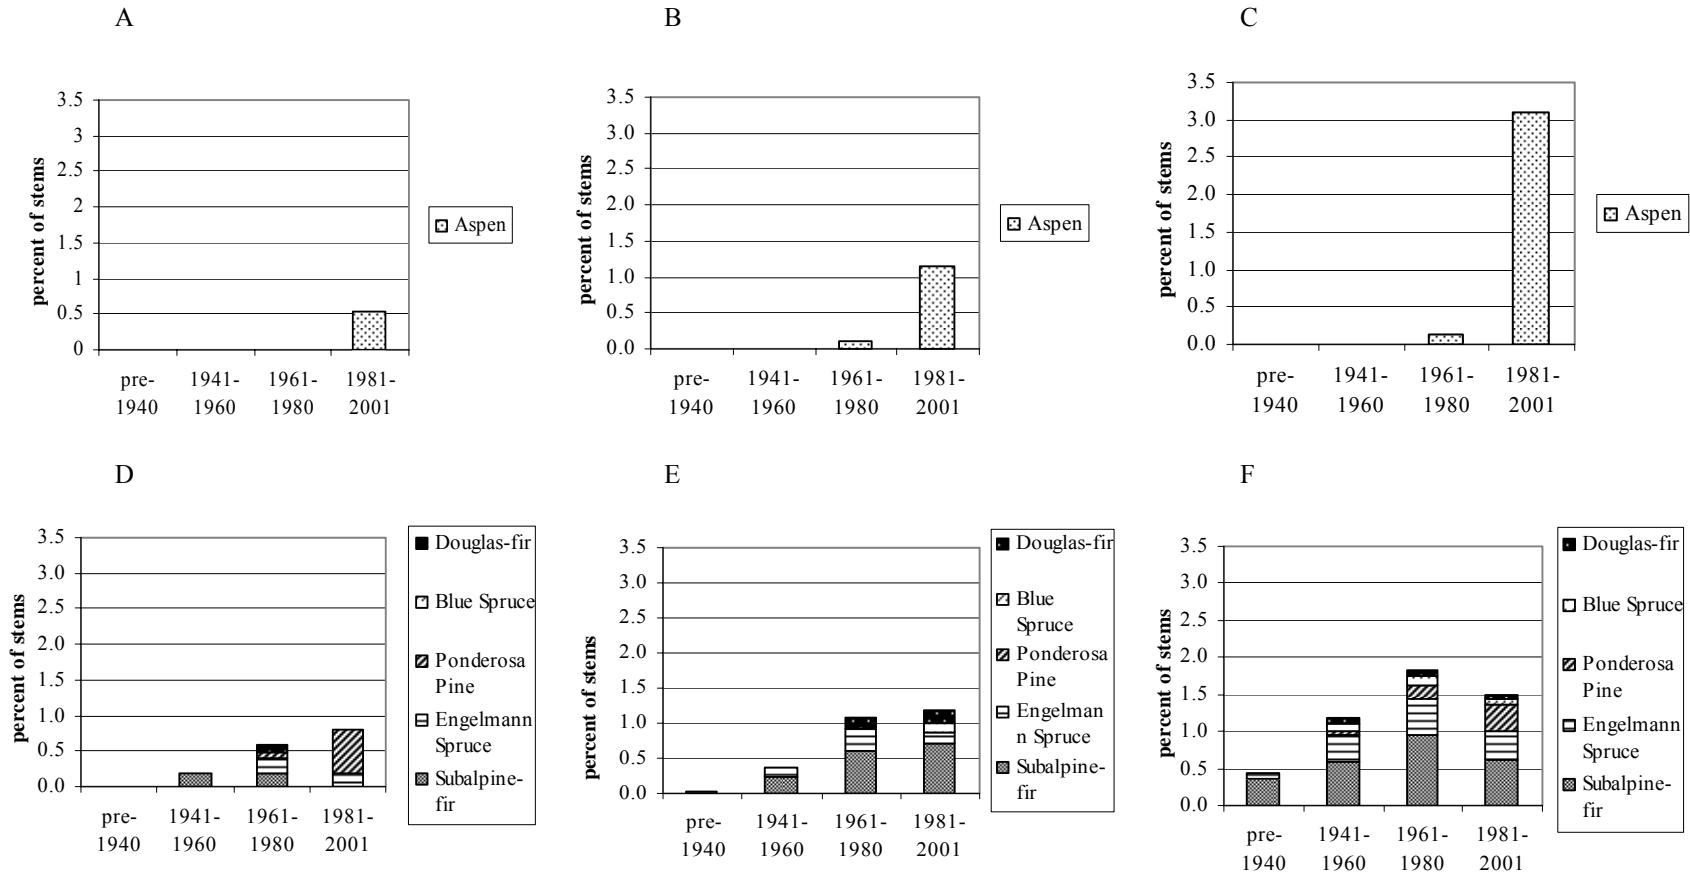 A
3.5
3
2.5
2
1.5
1
0.5
0
percent of stems
pre-
1940
1941-
1960
1961-
1980
1981-
2001
Aspen
B
3.5
3.0
2.5
2.0
1.5
1.0
0.5
0.0
percent of stems
pre-
1940
1941-
1960
1961-
1980
1981-
2001
Aspen
C
3.5
3.0
2.5
2.0
1.5
1.0
0.5
0.0
percent of stems
pre-
1940
1941-
1960
1961-
1980
1981-
2001
Aspen
D
3.5
3.0
2.5
2.0
1.5
1.0
0.5
0.0
percent of stems
pre-
1940
1941-
1960
1961-
1980
1981-
2001
Douglas-fir
Blue Spruce
Ponderosa
Pine
Engelmann
Spruce
Subalpine-
fir
E
3.5
3.0
2.5
2.0
1.5
1.0
0.5
0.0
percent of stems
pre-
1940
1941-
1960
1961-
1980
1981-
2001
Douglas-fir
Blue
Spruce
Ponderosa
Pine
Engelman
n Spruce
Subalpine-
fir
F
3.5
3.0
2.5
2.0
1.5
1.0
0.5
0.0
percent of stems
pre-
1940
1941-
1960
1961-
1980
1981-
2001
Douglas-fir
Blue Spruce
Ponderosa
Pine
Engelmann
Spruce
Subalpine-
fir